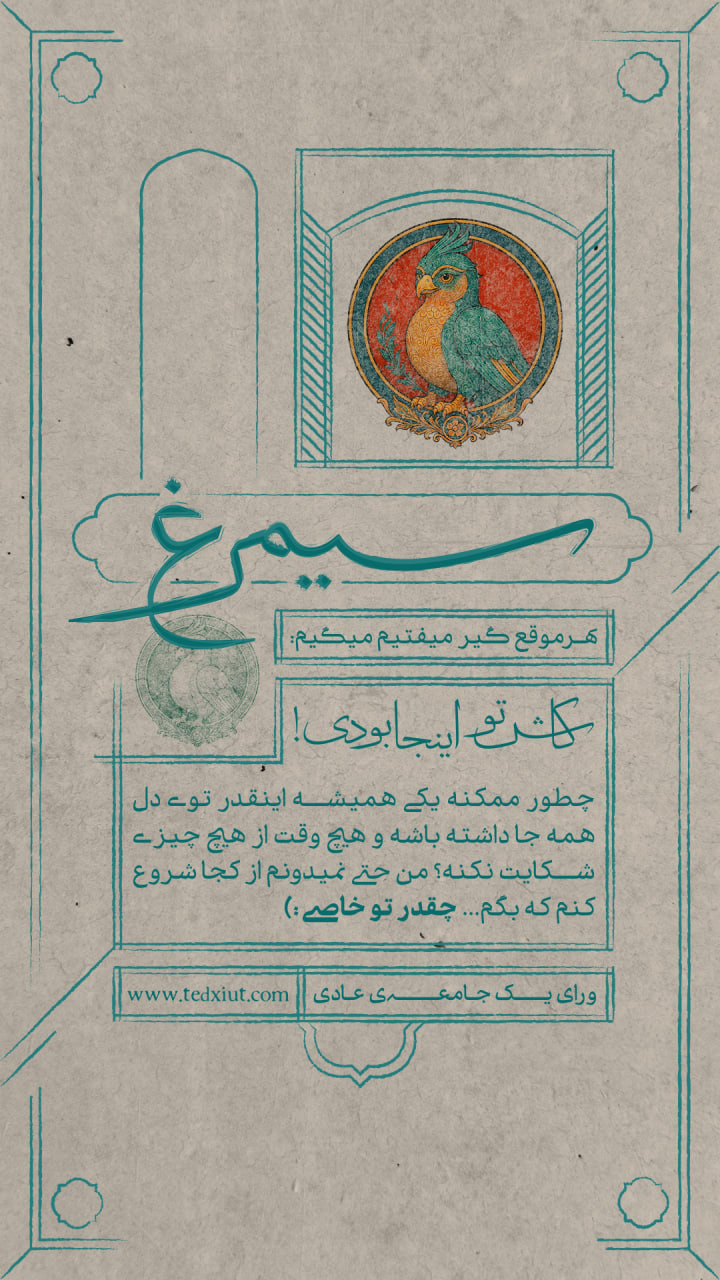 سیمرغ
هرموقع گیر میفتیم میگیم:
کاش تو اینجا بودی!
چطور ممکنه یکی همیشه اینقدر توی دل
همه جا داشته باشه و هیچ وقت از هیچ چیزی
شکایت نکنه؟ من حتی نمیدونم از کجا شروع
کنم که بگم... چقدر تو خاصی :)
ورای یک جامعه‌ی عادی
www.tedxiut.com